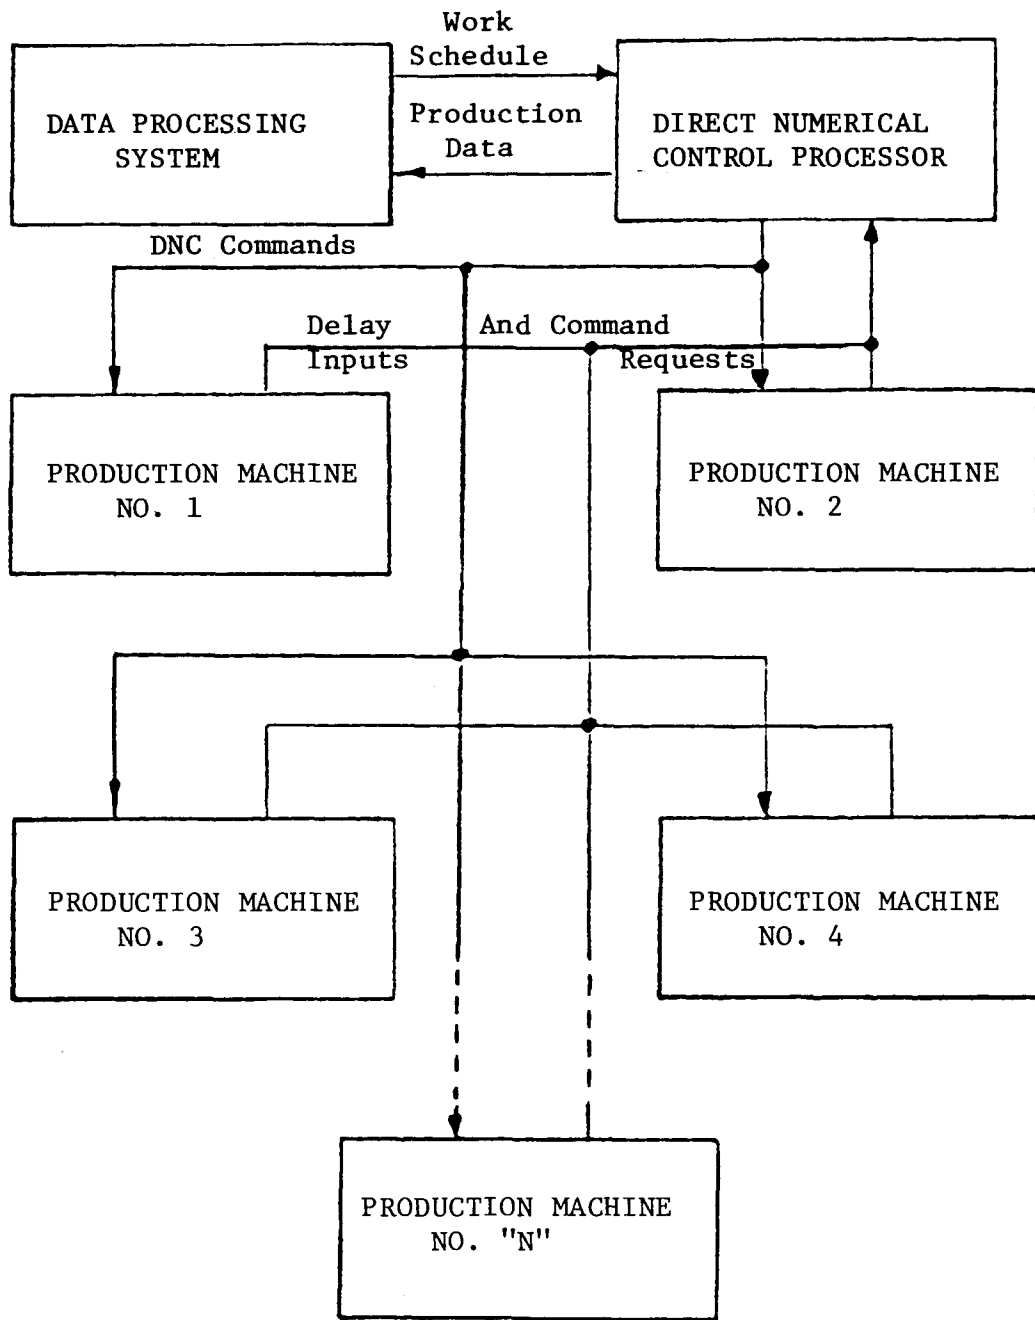 Work
Schedule
DATA PROCESSING
SYSTEM
Production
Data
DIRECT NUMERICAL
CONTROL PROCESSOR
DNC Commands
Delay And Command
Inputs Requests
PRODUCTION MACHINE
NO. 1
PRODUCTION MACHINE
NO. 2
PRODUCTION MACHINE
NO. 3
PRODUCTION MACHINE
NO. 4
PRODUCTION MACHINE
NO. "N"